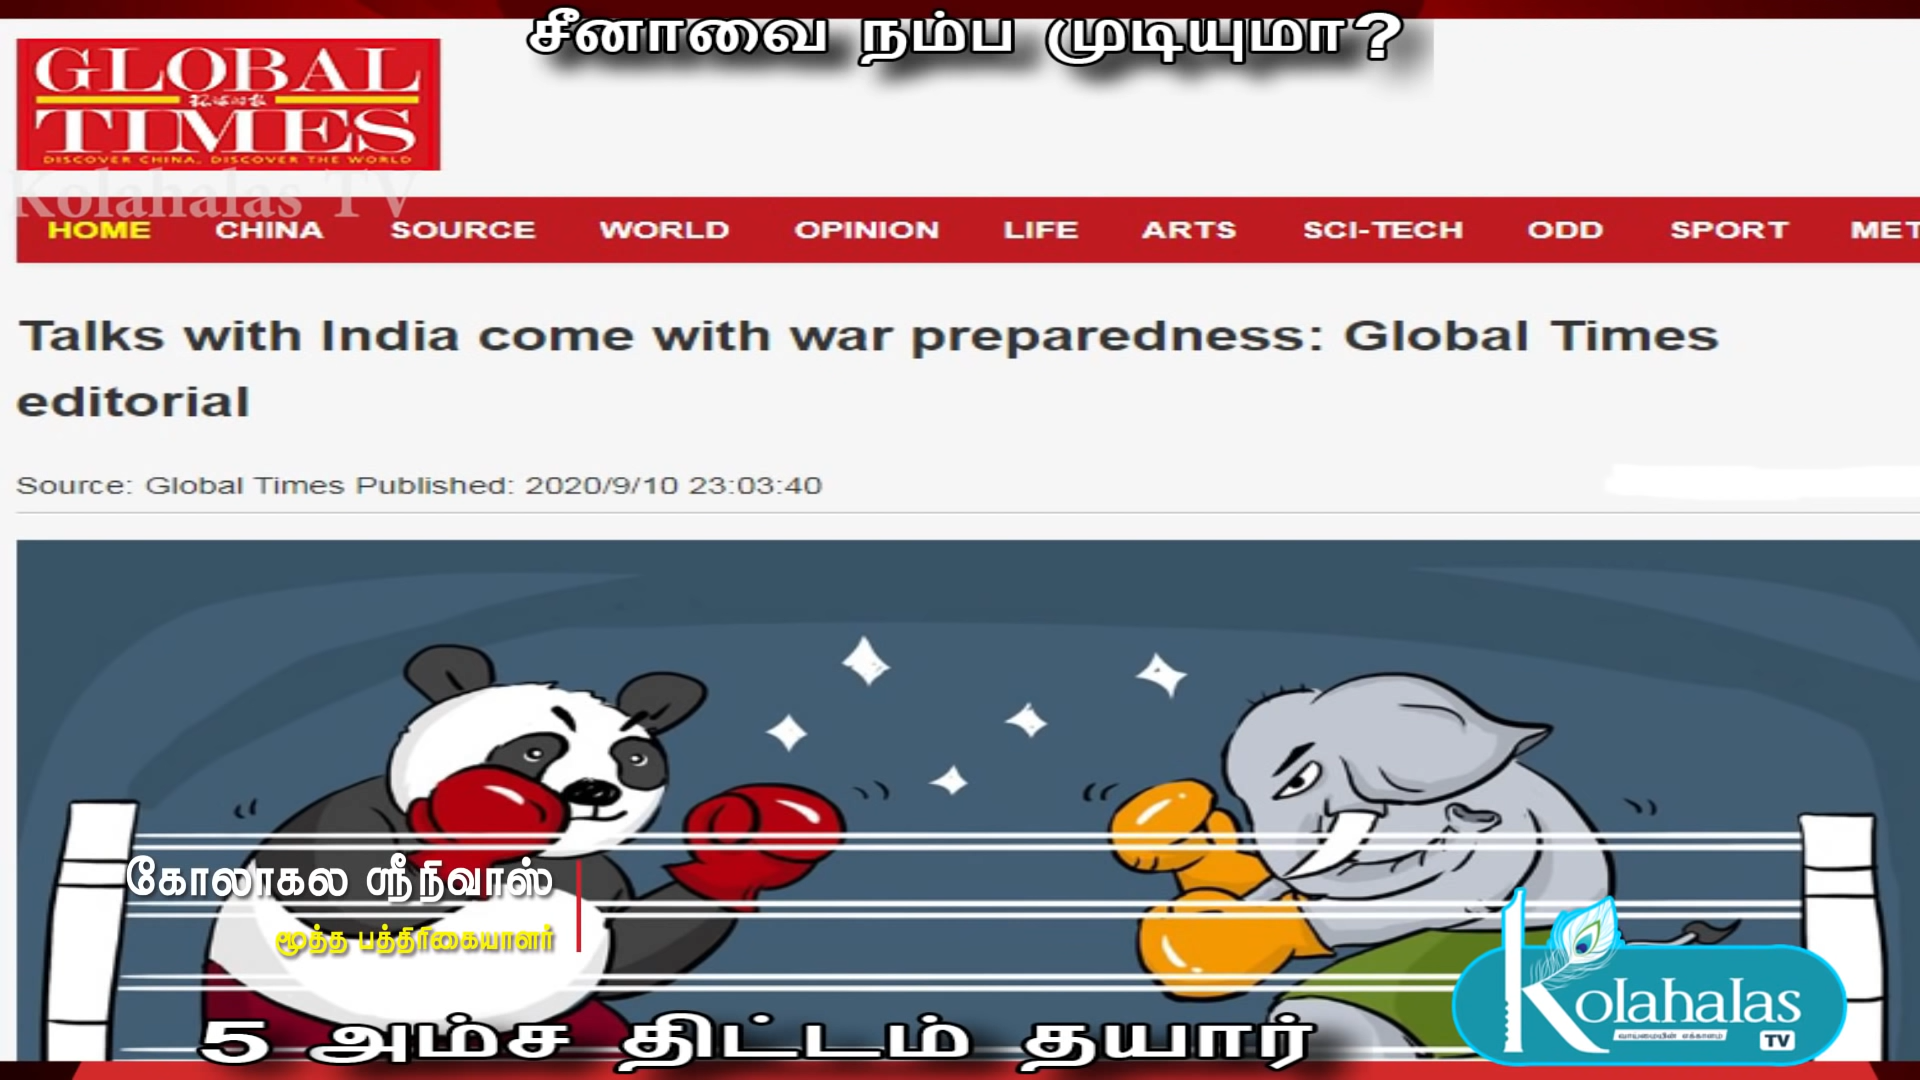 சீனாவை நம்ப முடியுமா?
GLOBAL
TIMES
DISCOVER CHINA, DISCOVER THE WORLD
Kolahalas TV
HOME CHINA SOURCE WORLD OPINION LIFE ARTS SCI-TECH ODD SPORT MET
Talks with India come with war preparedness: Global Times
editorial
Source: Global Times Published: 2020/9/10 23:03:40
கோலாகல ஸ்ரீநிவாஸ்
மூத்த பத்திரிகையாளர்
5 அம்ச திட்டம் தயார்
Kolahalas
TV